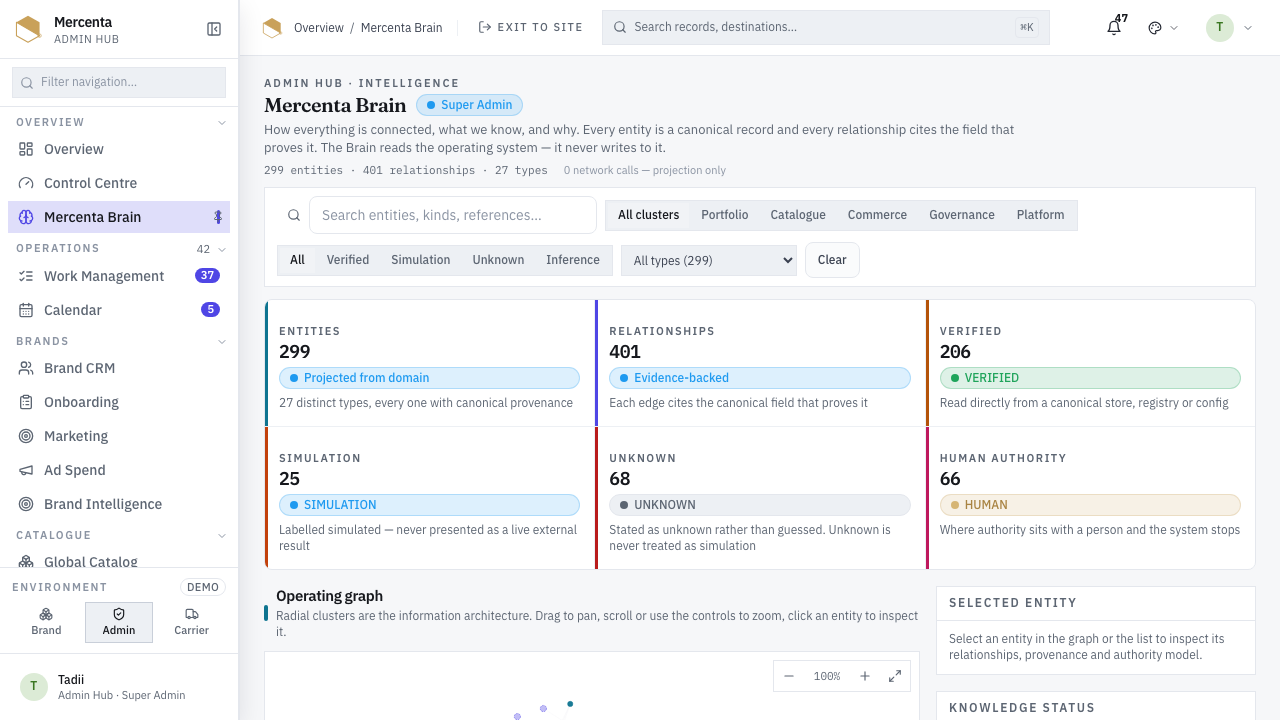 Mercenta
ADMIN HUB
Filter navigation...
OVERVIEW
Overview
Control Centre
Mercenta Brain
OPERATIONS 42
Work Management 37
Calendar 5
BRANDS
Brand CRM
Onboarding
Marketing
Ad Spend
Brand Intelligence
CATALOGUE
Global Catalog
ENVIRONMENT DEMO
Brand Admin Carrier
T Tadii
Admin Hub · Super Admin
Overview / Mercenta Brain
EXIT TO SITE
Search records, destinations... ⌘K
47
T
ADMIN HUB · INTELLIGENCE
Mercenta Brain Super Admin
How everything is connected, what we know, and why. Every entity is a canonical record and every relationship cites the field that
proves it. The Brain reads the operating system — it never writes to it.
299 entities · 401 relationships · 27 types 0 network calls — projection only
Search entities, kinds, references... All clusters Portfolio Catalogue Commerce Governance Platform
All Verified Simulation Unknown Inference All types (299) Clear
ENTITIES
299
Projected from domain
27 distinct types, every one with canonical provenance
RELATIONSHIPS
401
Evidence-backed
Each edge cites the canonical field that proves it
VERIFIED
206
VERIFIED
Read directly from a canonical store, registry or config
SIMULATION
25
SIMULATION
Labelled simulated — never presented as a live external
result
UNKNOWN
68
UNKNOWN
Stated as unknown rather than guessed. Unknown is
never treated as simulation
HUMAN AUTHORITY
66
HUMAN
Where authority sits with a person and the system stops
Operating graph
Radial clusters are the information architecture. Drag to pan, scroll or use the controls to zoom, click an entity to inspect
it.
100%
SELECTED ENTITY
Select an entity in the graph or the list to inspect its
relationships, provenance and authority model.
KNOWLEDGE STATUS